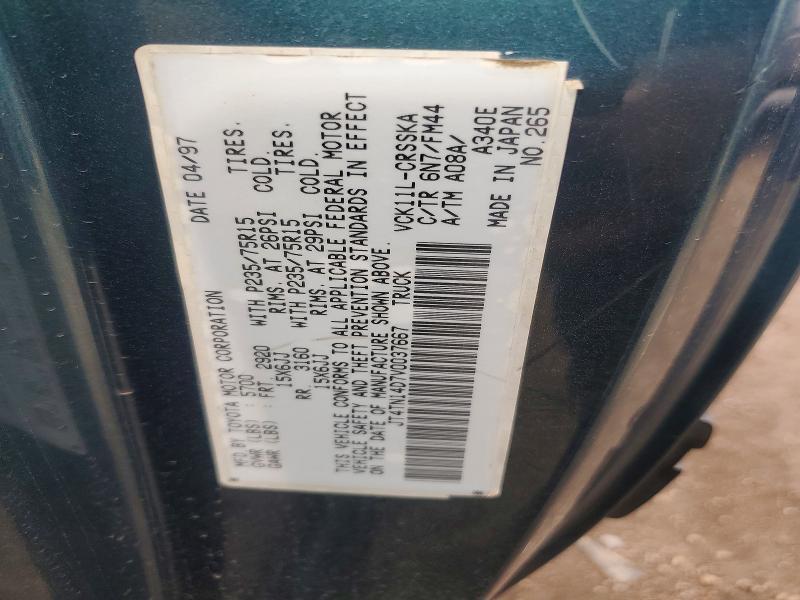 MFD BY TOYOTA MOTOR CORPORATION DATE 04/97
GVWR (LBS) : 5700
GAWR (LBS) : FRT. 2920 WITH P235/75R15 TIRES.
15X6JJ RIMS. AT 26PSI COLD.
RR. 3160 WITH P235/75R15 TIRES.
15X6JJ RIMS. AT 29PSI COLD.
THIS VEHICLE CONFORMS TO ALL APPLICABLE FEDERAL MOTOR
VEHICLE SAFETY AND THEFT PREVENTION STANDARDS IN EFFECT
ON THE DATE OF MANUFACTURE SHOWN ABOVE.
JT4TN14D7V0037667 TRUCK
VCK11L-CRSSKA
C/TR 6N7/FM44
A/TM A08A/
A340E
MADE IN JAPAN
NO.265